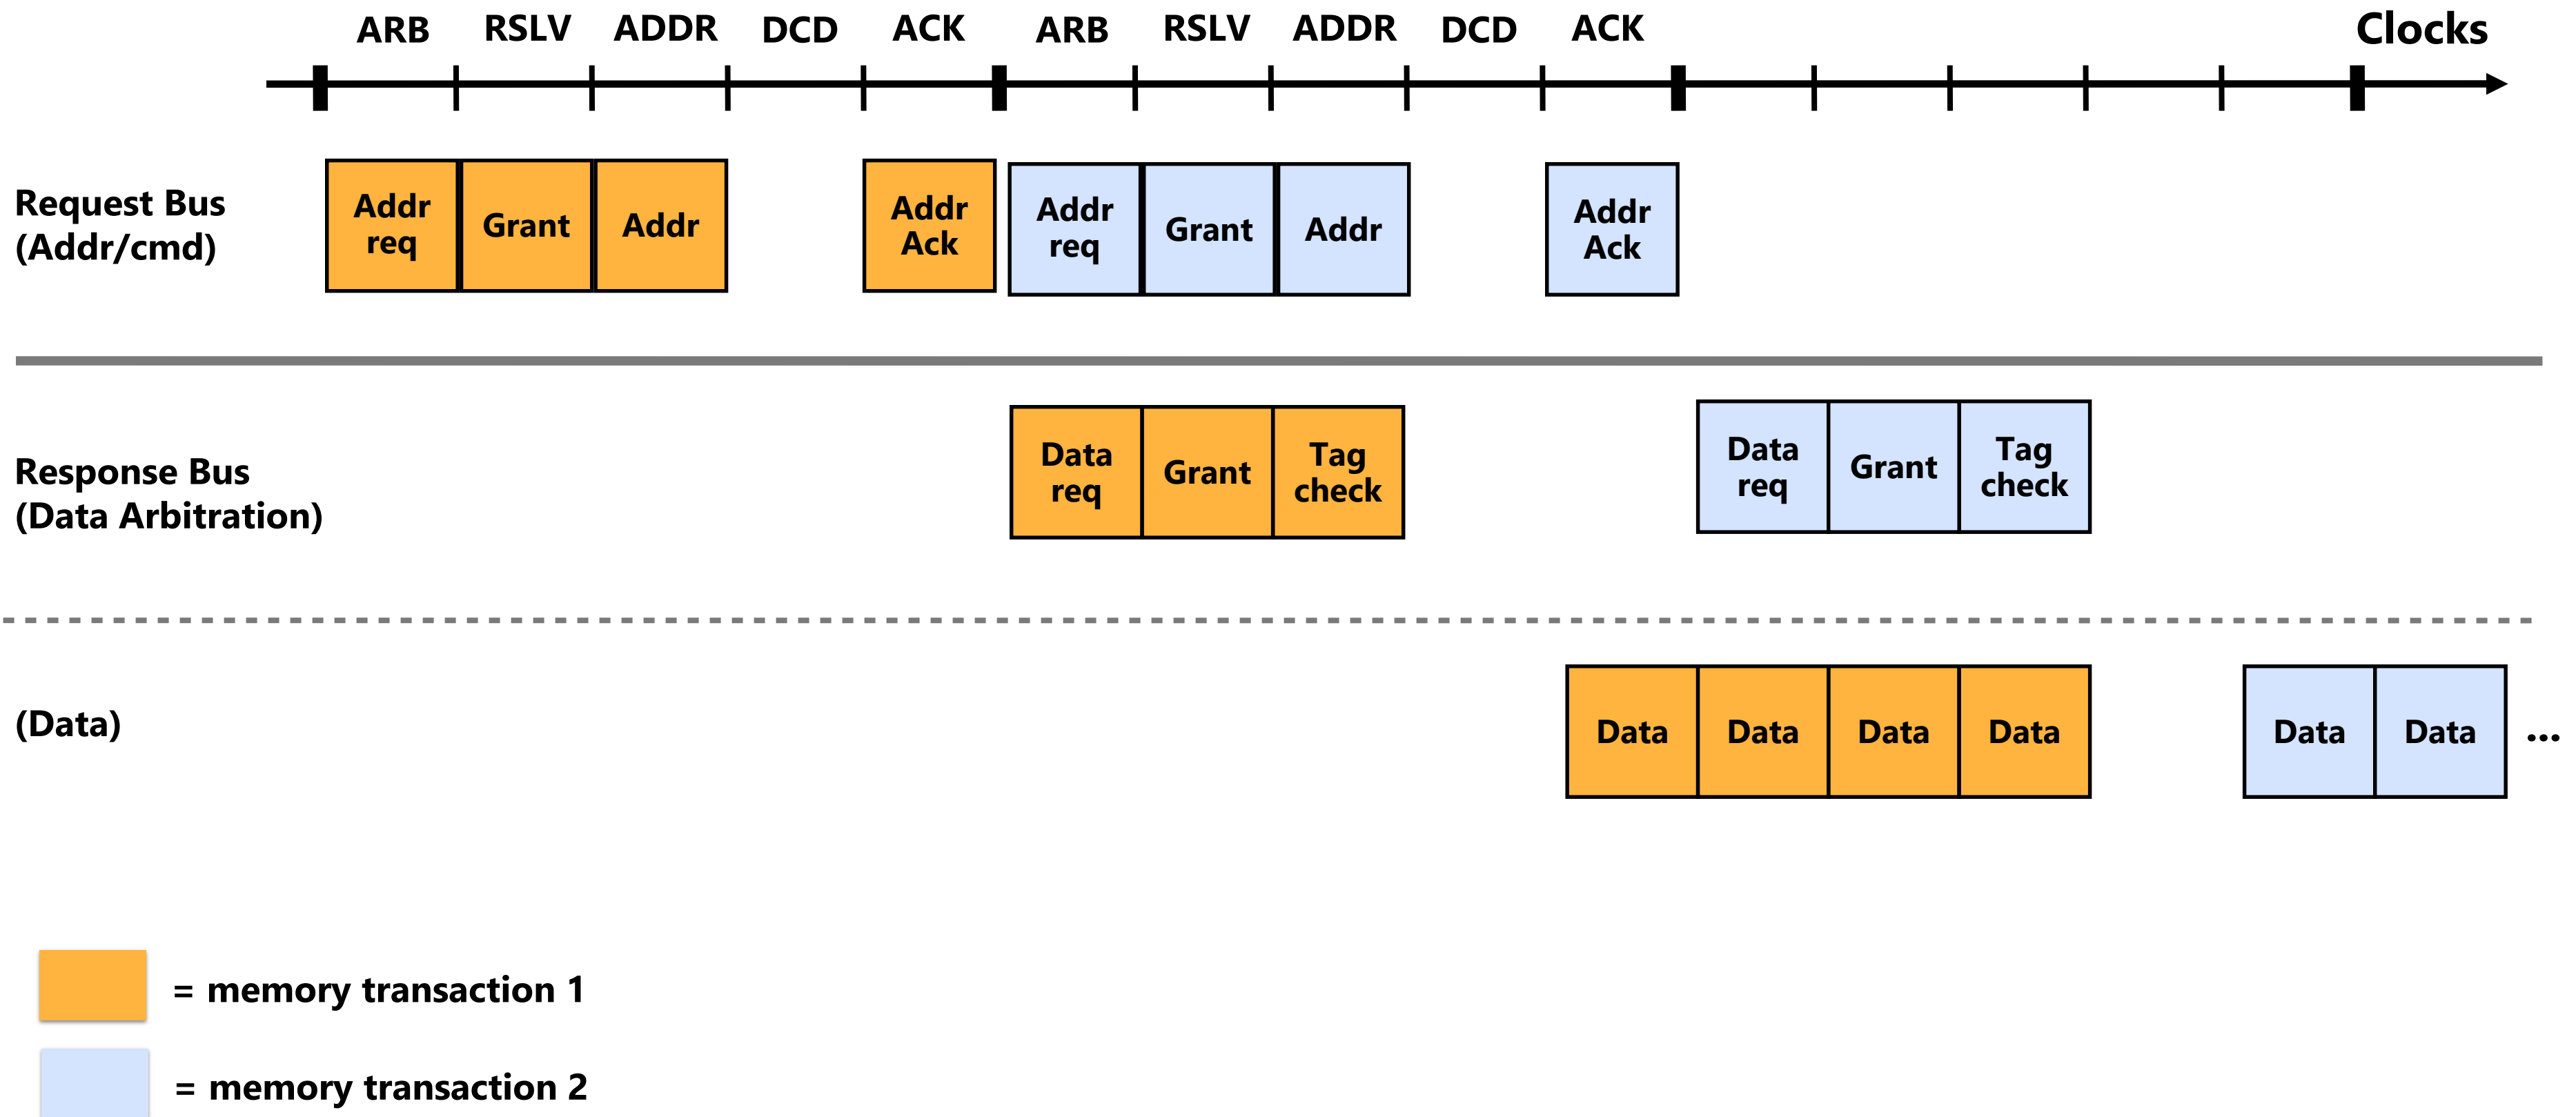 ARB RSLV ADDR DCD ACK ARB RSLV ADDR DCD ACK Clocks
Request Bus
(Addr/cmd)
Addr
req
Grant
Addr
Addr
Ack
Addr
req
Grant
Addr
Addr
Ack
Response Bus
(Data Arbitration)
Data
req
Grant
Tag
check
Data
req
Grant
Tag
check
(Data)
Data Data Data Data Data Data ...
= memory transaction 1
= memory transaction 2